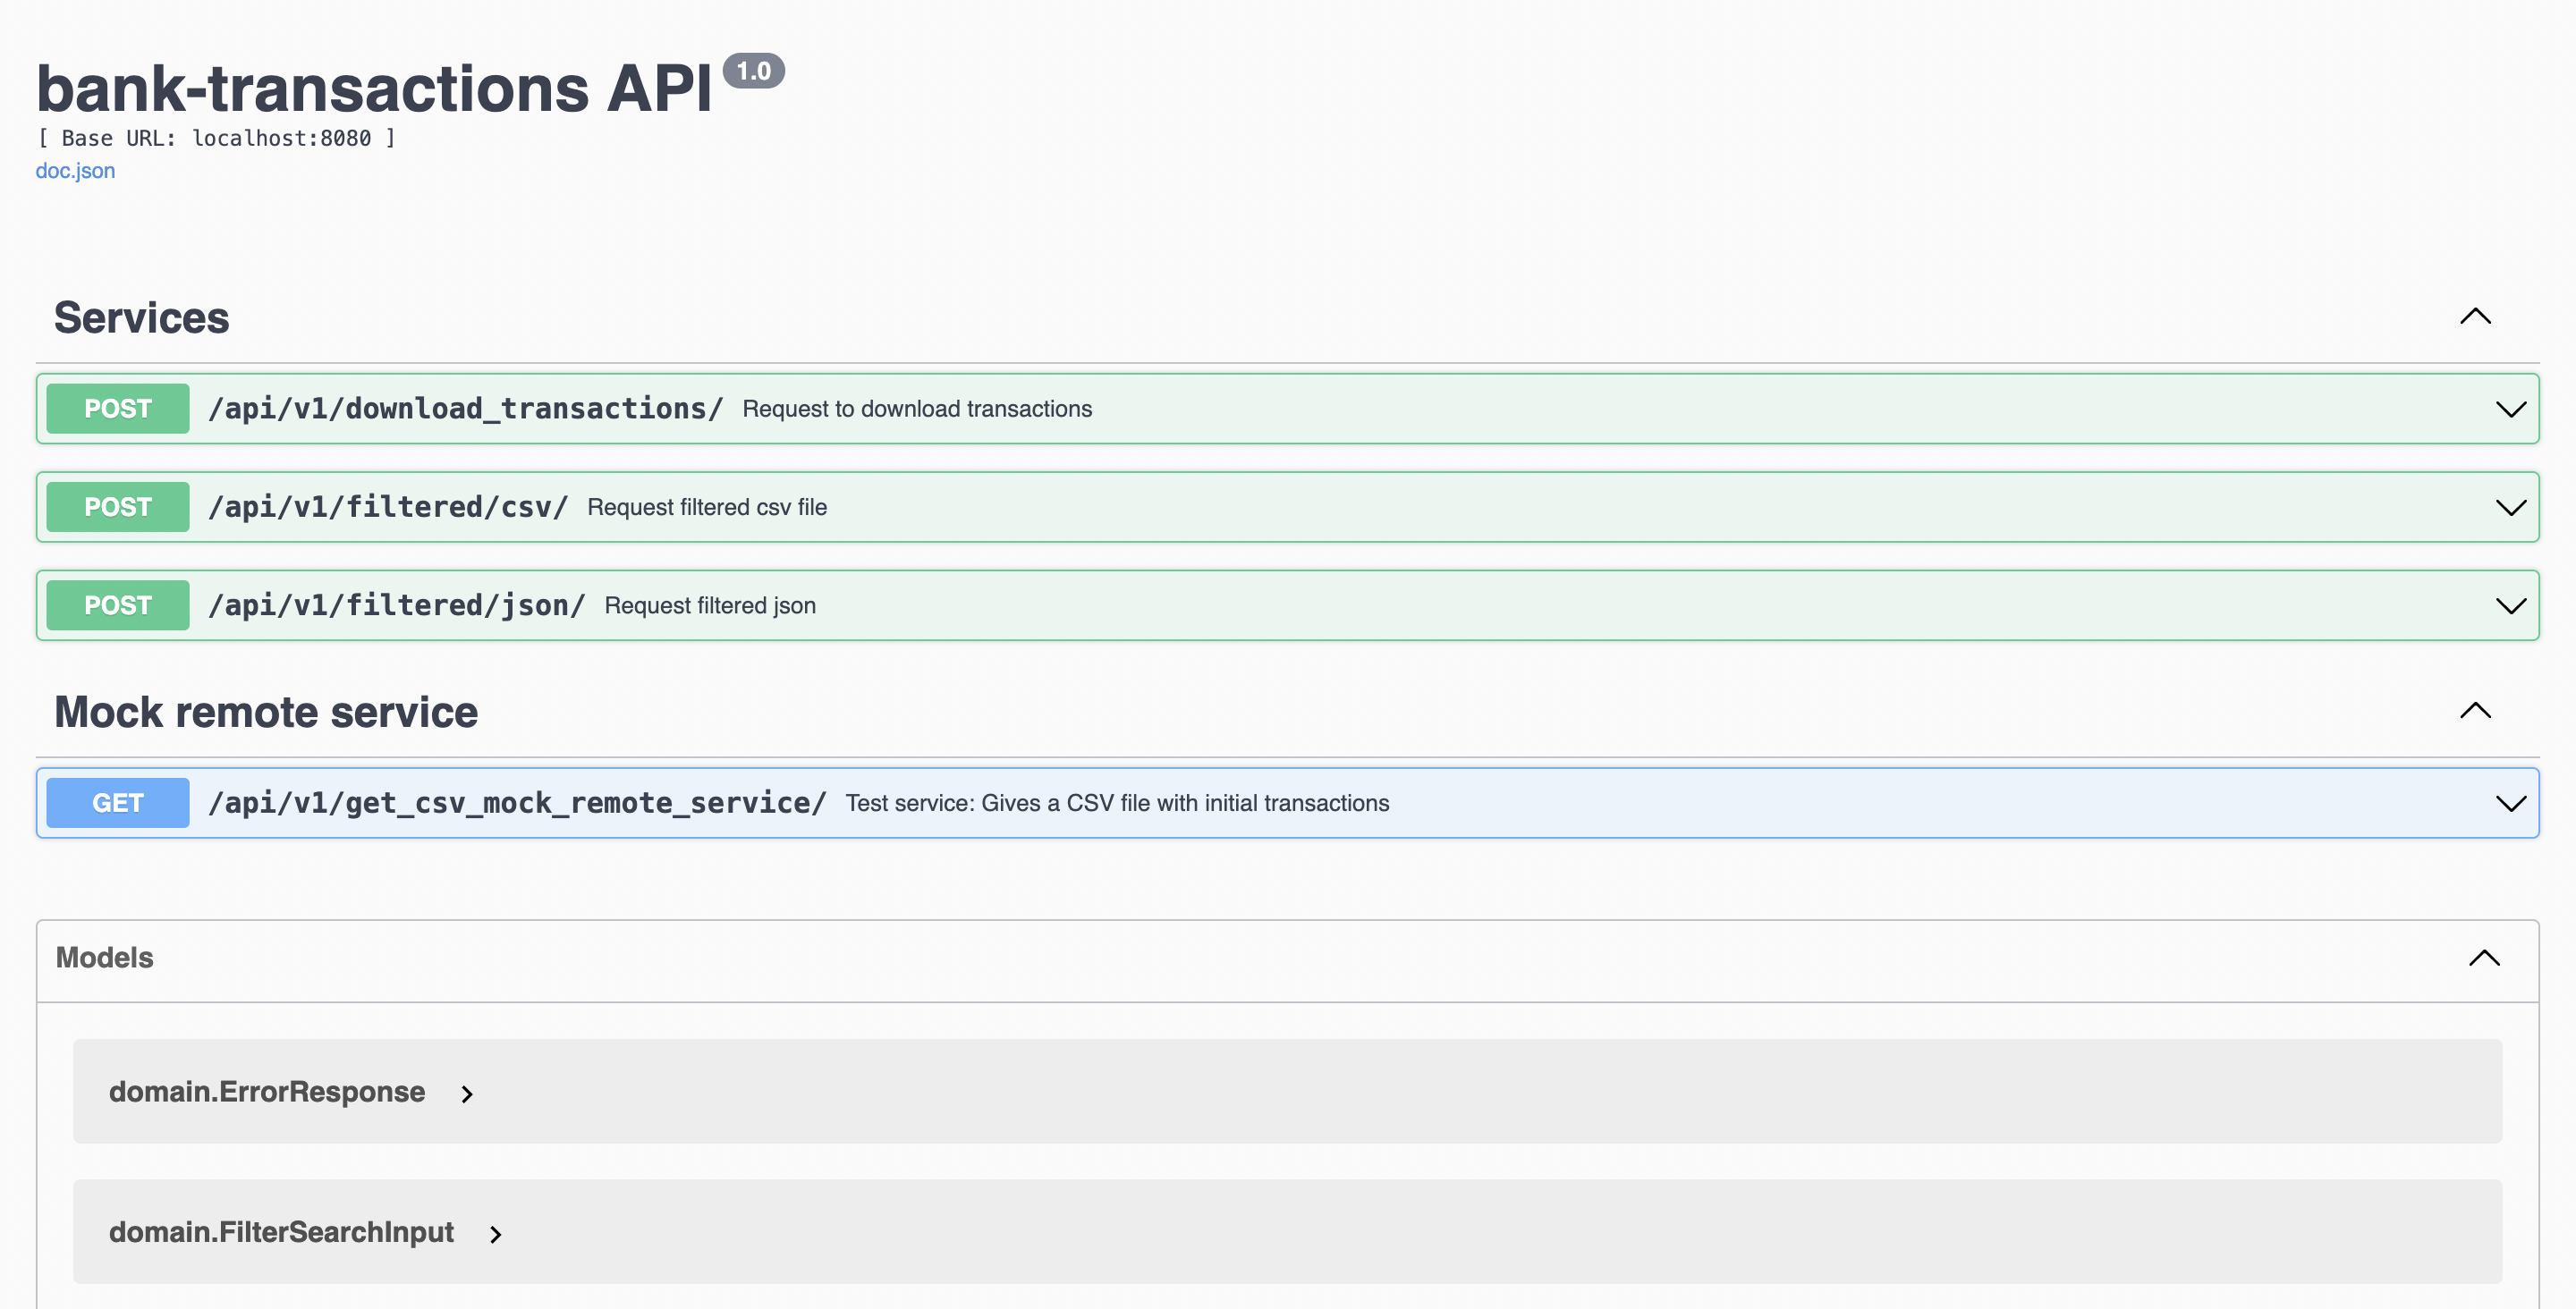 bank-transactions API 1.0
[ Base URL: localhost:8080 ]
doc.json
Services
POST /api/v1/download_transactions/ Request to download transactions
POST /api/v1/filtered/csv/ Request filtered csv file
POST /api/v1/filtered/json/ Request filtered json
Mock remote service
GET /api/v1/get_csv_mock_remote_service/ Test service: Gives a CSV file with initial transactions
Models
domain.ErrorResponse
domain.FilterSearchInput